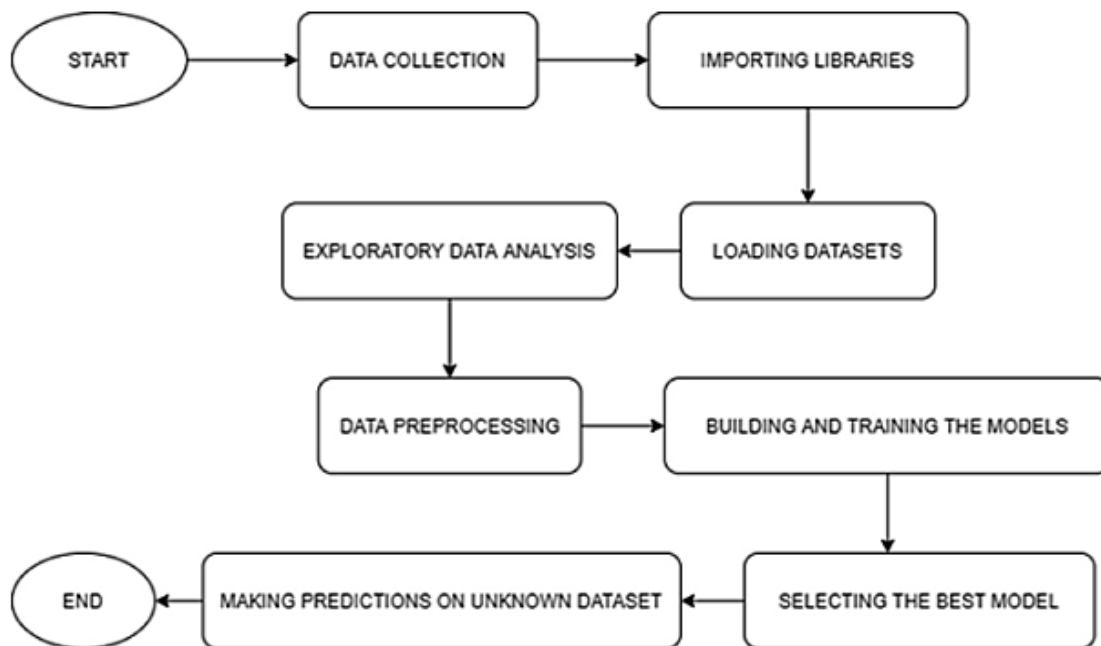 START
DATA COLLECTION
IMPORTING LIBRARIES
LOADING DATASETS
EXPLORATORY DATA ANALYSIS
DATA PREPROCESSING
BUILDING AND TRAINING THE MODELS
SELECTING THE BEST MODEL
MAKING PREDICTIONS ON UNKNOWN DATASET
END